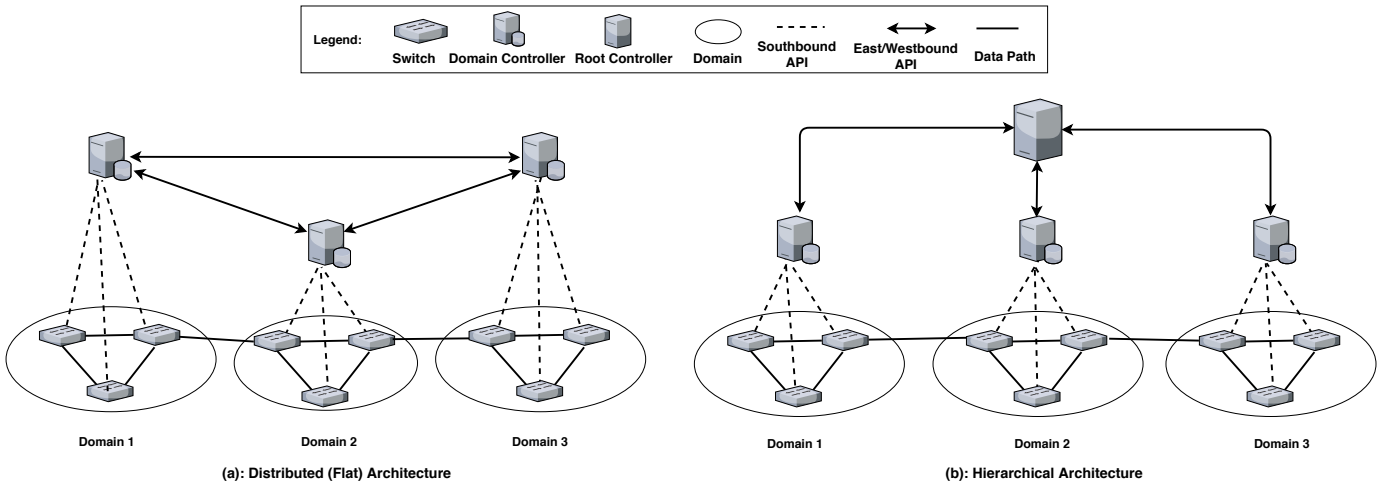 Legend:
Switch
Domain Controller
Root Controller
Domain
Southbound
API
East/Westbound
API
Data Path
Domain 1
Domain 2
Domain 3
(a): Distributed (Flat) Architecture
Domain 1
Domain 2
Domain 3
(b): Hierarchical Architecture